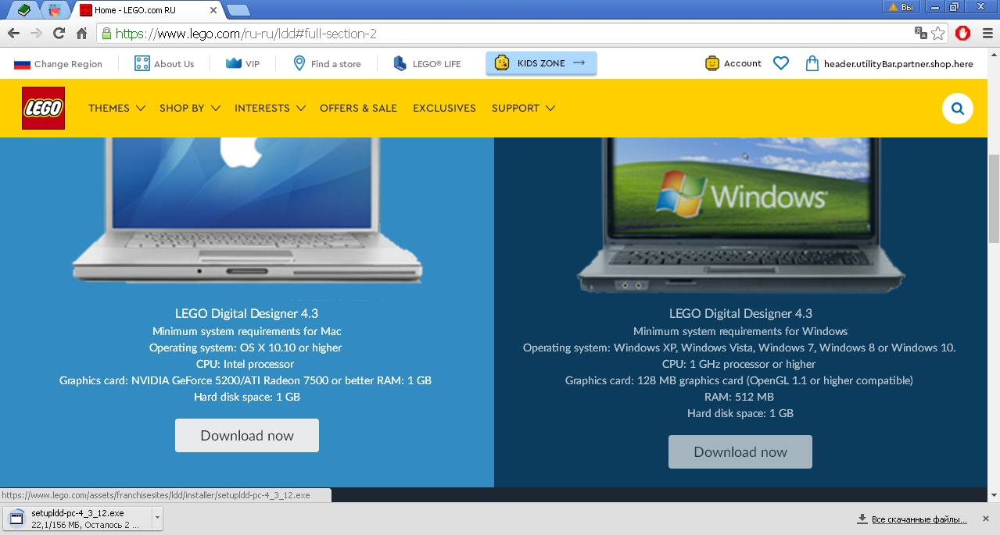 Home - LEGO.com RU
Вы
https://www.lego.com/ru-ru/ldd#full-section-2
Change Region
About Us
VIP
Find a store
LEGO® LIFE
KIDS ZONE
Account
header.utilityBar.partner.shop.here
LEGO
THEMES
SHOP BY
INTERESTS
OFFERS & SALE
EXCLUSIVES
SUPPORT
Windows
LEGO Digital Designer 4.3
Minimum system requirements for Mac
Operating system: OS X 10.10 or higher
CPU: Intel processor
Graphics card: NVIDIA GeForce 5200/ATI Radeon 7500 or better RAM: 1 GB
Hard disk space: 1 GB
Download now
LEGO Digital Designer 4.3
Minimum system requirements for Windows
Operating system: Windows XP, Windows Vista, Windows 7, Windows 8 or Windows 10.
CPU: 1 GHz processor or higher
Graphics card: 128 MB graphics card (OpenGL 1.1 or higher compatible)
RAM: 512 MB
Hard disk space: 1 GB
Download now
https://www.lego.com/assets/franchisesites/ldd/installer/setupldd-pc-4_3_12.exe
setupldd-pc-4_3_12.exe
22,1/156 МБ, Осталось 2 ...
Все скачанные файлы...